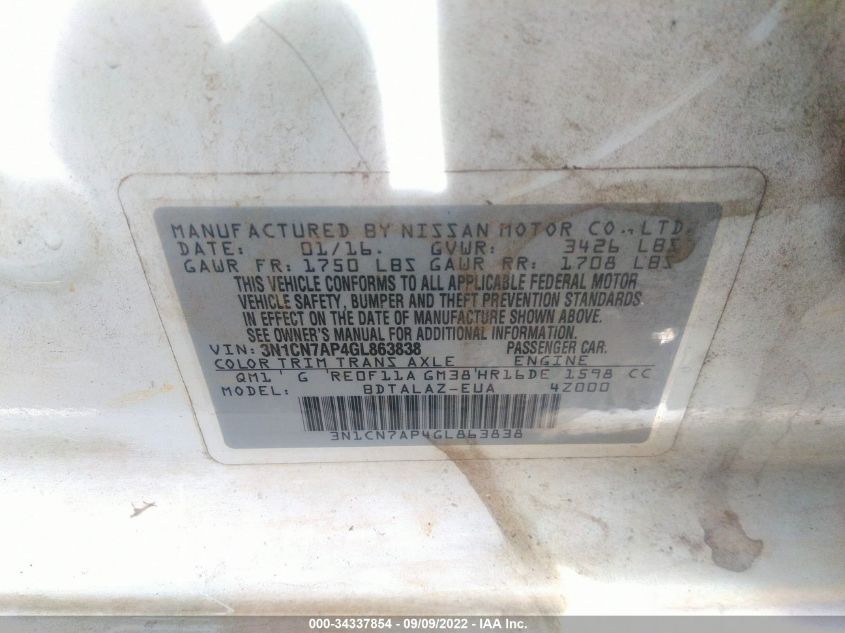 MANUFACTURED BY NISSAN MOTOR CO., LTD.
DATE: 01/16. GVWR: 3426 LBS
GAWR FR: 1750 LBS GAWR RR: 1708 LBS
THIS VEHICLE CONFORMS TO ALL APPLICABLE FEDERAL MOTOR
VEHICLE SAFETY, BUMPER AND THEFT PREVENTION STANDARDS
IN EFFECT ON THE DATE OF MANUFACTURE SHOWN ABOVE.
SEE OWNER'S MANUAL FOR ADDITIONAL INFORMATION.
VIN: 3N1CN7AP4GL863838 PASSENGER CAR.
COLOR TRIM TRANS AXLE ENGINE
QM1 G RE0F11A GM38 HR16DE 1598 CC
MODEL: BDTALAZ-EUA 4Z000
3N1CN7AP4GL863838
000-34337854 - 09/09/2022 - IAA Inc.